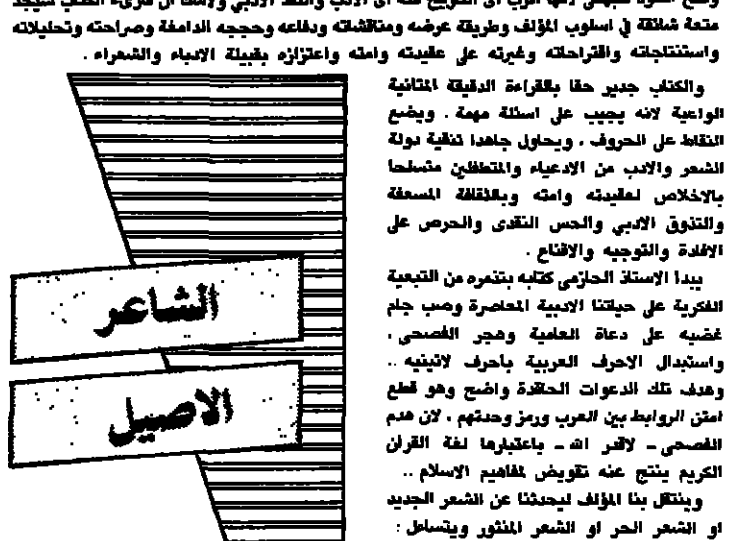 متعة شائقة في اسلوب المؤلف وطريقة عرضه ومناقشاته ودفاعه وحججه الدامغة وصراحته وتحليلاته
واستنتاجاته واقتراحاته وغيرته على عقيدته وامته واعتزازه بقبيلة الادباء والشعراء .
والكتاب جدير حقا بالقراءة الدقيقة المتانية
الواعية لانه يجيب على اسئلة مهمة . ويضع
النقاط على الحروف . ويحاول جاهدا تنقية دولة
الشعر والادب من الادعياء والمتطفلين متسلحا
بالاخلاص لعقيدته وامته وبالثقافة المسعفة
والتذوق الادبي والحس النقدى والحرص على
الافادة والتوجيه والاقناع .
يبدا الاستاذ الحازمى كتابه بتنمره من التبعية
الفكرية على حياتنا الادبية المعاصرة وصب جام
غضبه على دعاة العامية وهجر الفصحى .
واستبدال الاحرف العربية باحرف لاتينيه ..
وهدف تلك الدعوات الحاقدة واضح وهو قطع
امتن الروابط بين العرب ورمز وحدتهم . لان هدم
الفصحى - لاقدر الله - باعتبارها لغة القران
الكريم ينتج عنه تقويض لمفاهيم الاسلام ..
وينتقل بنا المؤلف ليحدثنا عن الشعر الجديد
او الشعر الحر او الشعر المنثور ويتساءل :
الشاعر
الاصيل